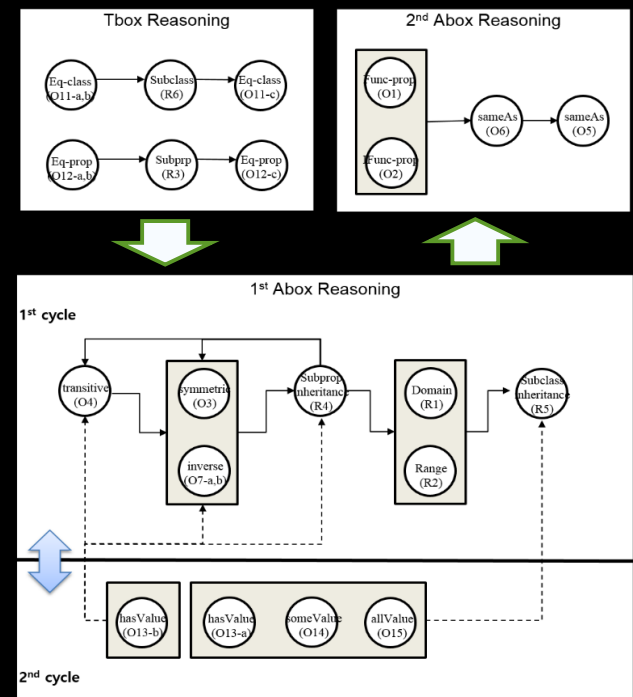 Tbox Reasoning
Eq-class
(O11-a,b)
Subclass
(R6)
Eq-class
(O11-c)
Eq-prop
(O12-a,b)
Subprp
(R3)
Eq-prop
(O12-c)
2nd Abox Reasoning
Func-prop
(O1)
IFunc-prop
(O2)
sameAs
(O6)
sameAs
(O5)
1st Abox Reasoning
1st cycle
transitive
(O4)
symmetric
(O3)
inverse
(O7-a,b)
Subprop
inheritance
(R4)
Domain
(R1)
Range
(R2)
Subclass
inheritance
(R5)
hasValue
(O13-b)
hasValue
(O13-a)
someValue
(O14)
allValue
(O15)
2nd cycle